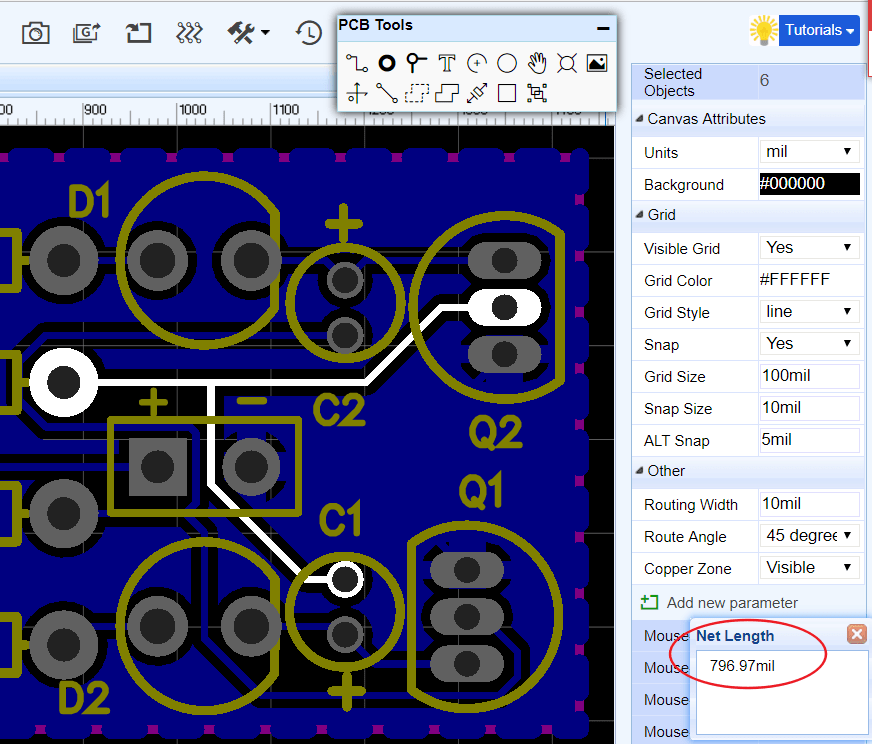 PCB Tools
Tutorials
00
900
1000
1100
Selected Objects
6
Canvas Attributes
Units
mil
Background
#000000
Grid
Visible Grid
Yes
Grid Color
#FFFFFF
Grid Style
line
Snap
Yes
Grid Size
100mil
Snap Size
10mil
ALT Snap
5mil
Other
Routing Width
10mil
Route Angle
45 degree
Copper Zone
Visible
Add new parameter
Mouse
Mouse
Mouse
Mouse
Net Length
796.97mil
D1
+
C2
Q2
+
−
C1
Q1
D2
+